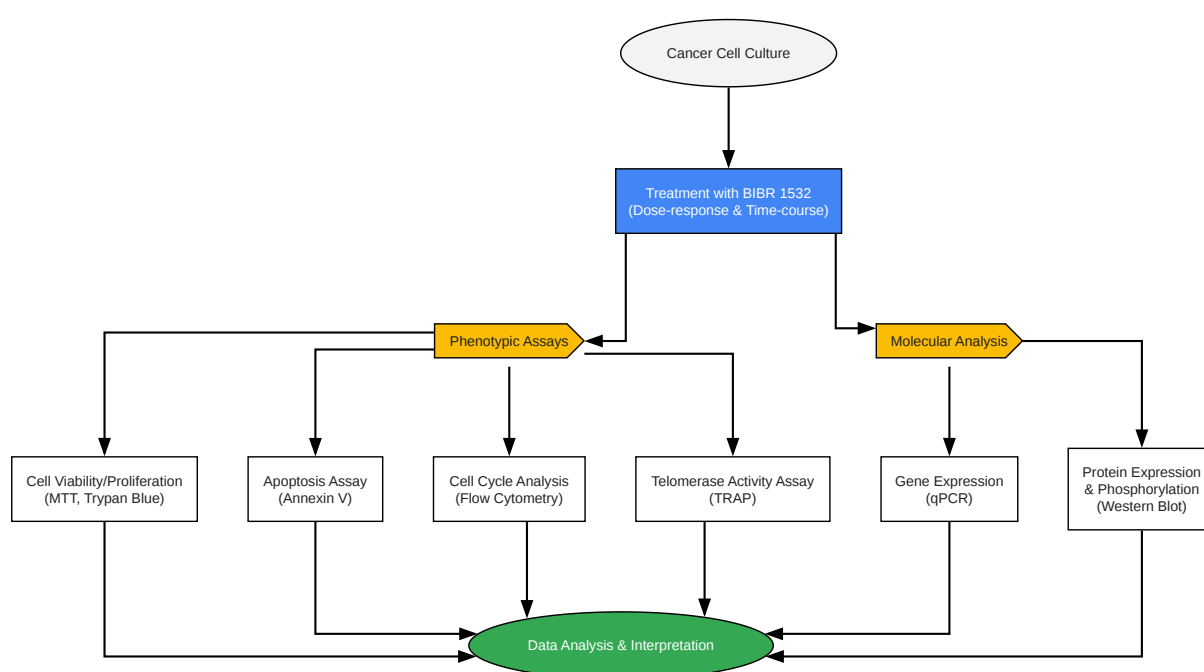 Cancer Cell Culture
Treatment with BIBR 1532
(Dose-response & Time-course)
Phenotypic Assays
Molecular Analysis
Cell Viability/Proliferation
(MTT, Trypan Blue)
Apoptosis Assay
(Annexin V)
Cell Cycle Analysis
(Flow Cytometry)
Telomerase Activity Assay
(TRAP)
Gene Expression
(qPCR)
Protein Expression
& Phosphorylation
(Western Blot)
Data Analysis & Interpretation